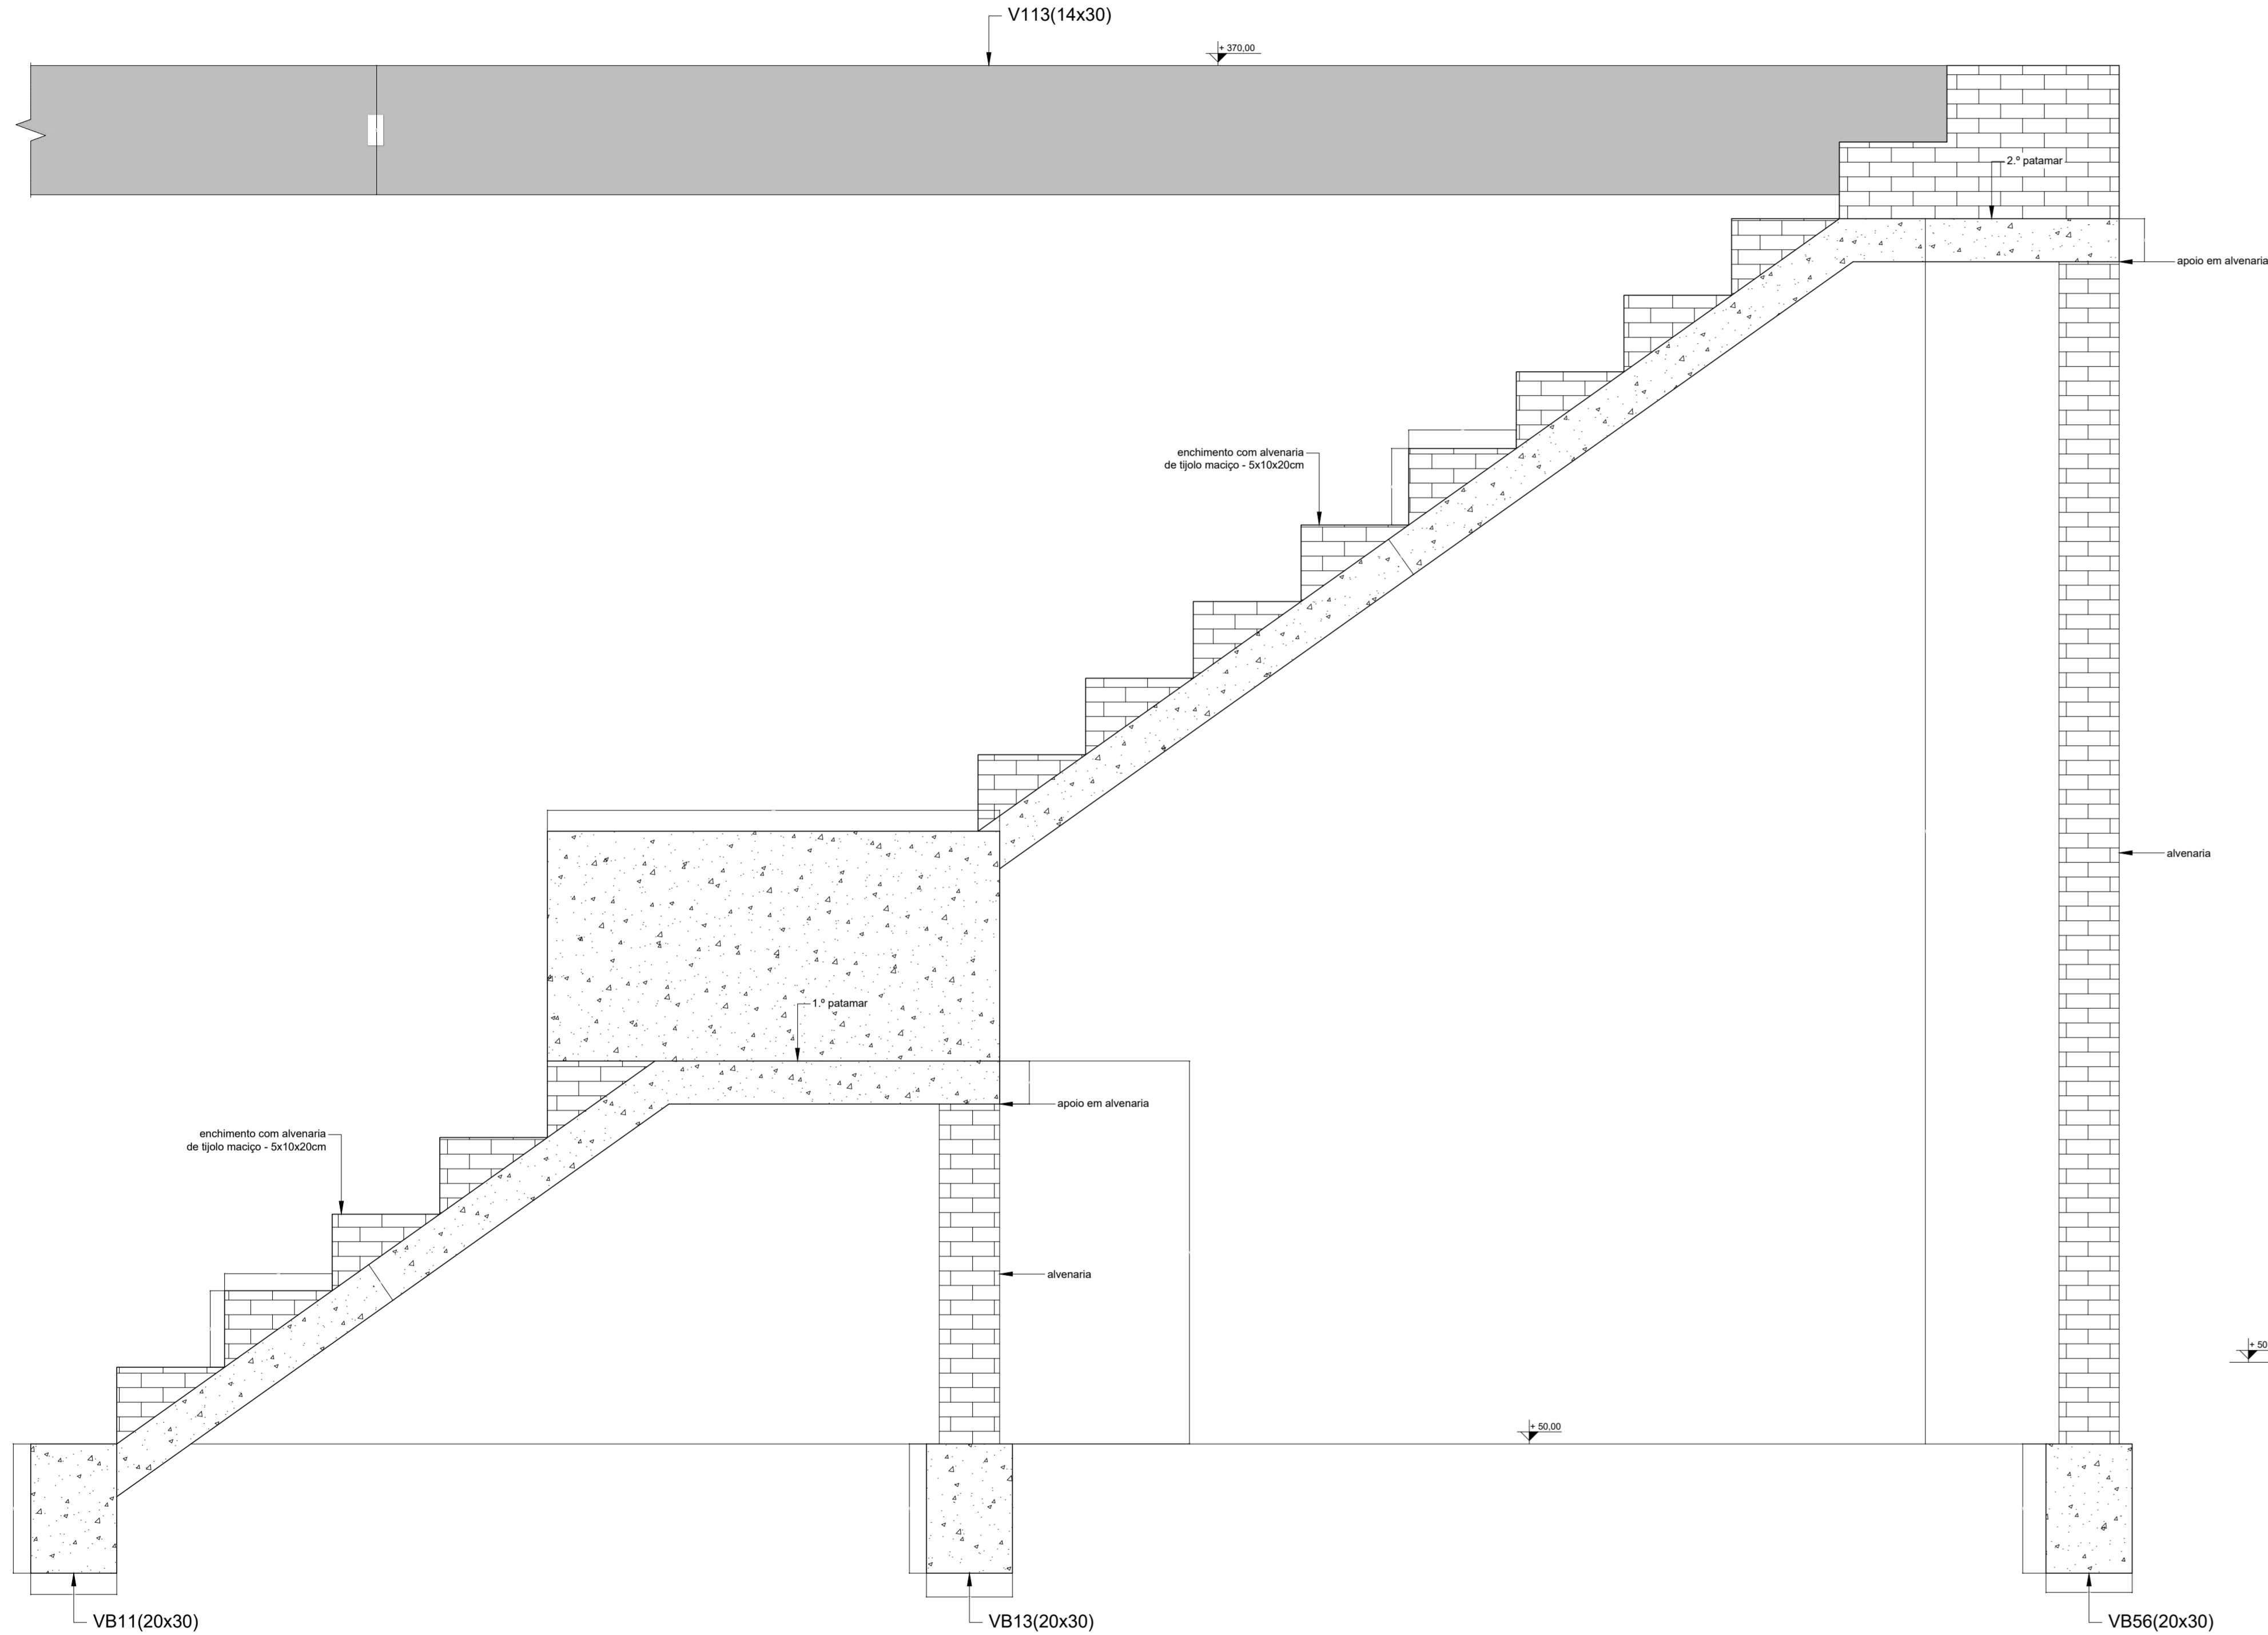 V113(14x30)
+ 370,00
2.º patamar
apoio em alvenaria
enchimento com alvenaria
de tijolo maciço - 5x10x20cm
alvenaria
1.º patamar
apoio em alvenaria
enchimento com alvenaria
de tijolo maciço - 5x10x20cm
alvenaria
+ 50
+ 50,00
VB11(20x30)
VB13(20x30)
VB56(20x30)